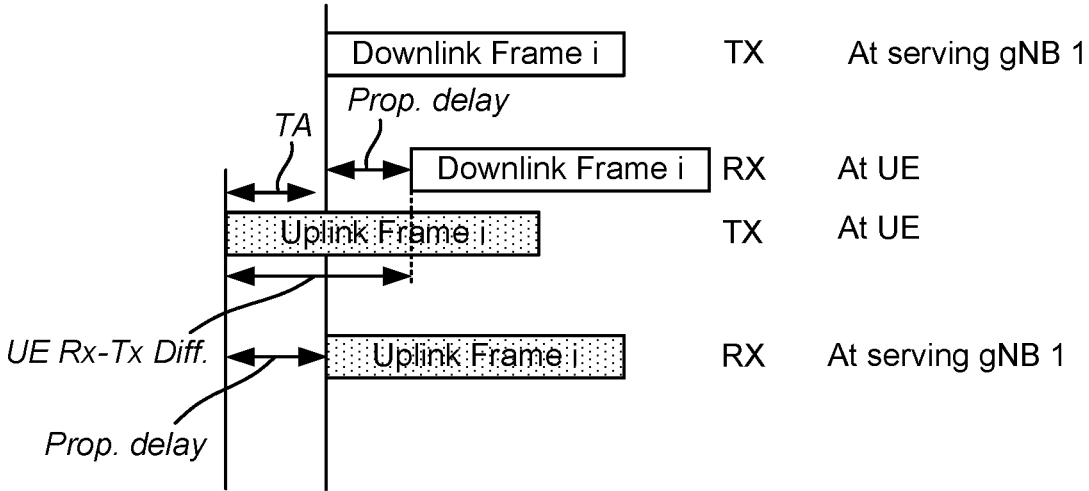 Downlink Frame i TX At serving gNB 1
Prop. delay
TA
Downlink Frame i RX At UE
Uplink Frame i TX At UE
UE Rx-Tx Diff.
Uplink Frame i RX At serving gNB 1
Prop. delay